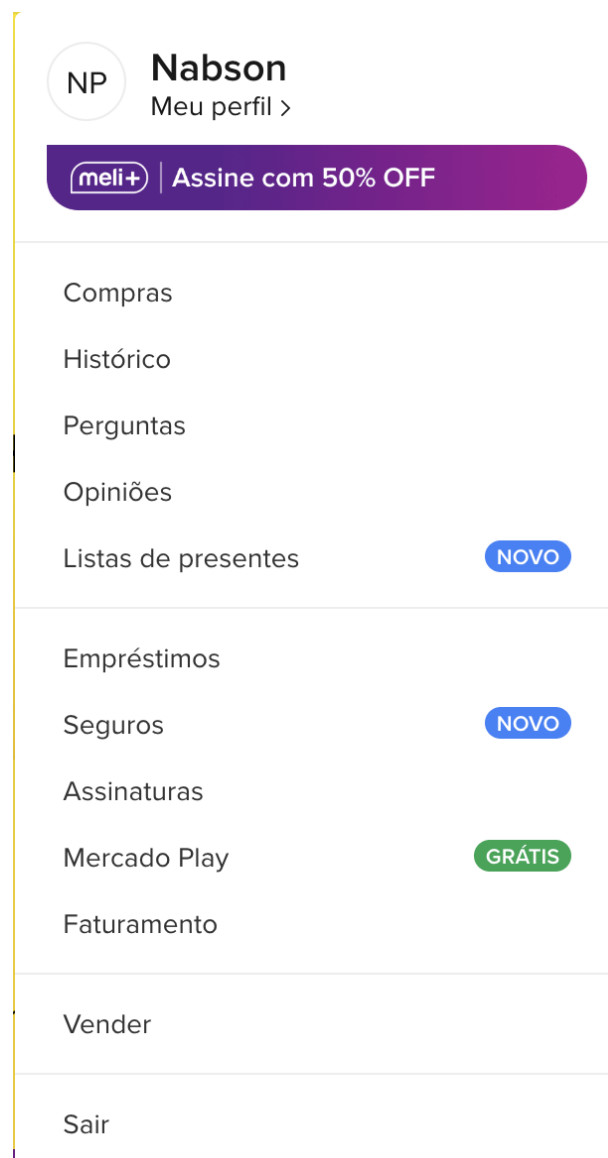 NP
Nabson
Meu perfil >
meli+ | Assine com 50% OFF
Compras
Histórico
Perguntas
Opiniões
Listas de presentes NOVO
Empréstimos
Seguros NOVO
Assinaturas
Mercado Play GRÁTIS
Faturamento
Vender
Sair